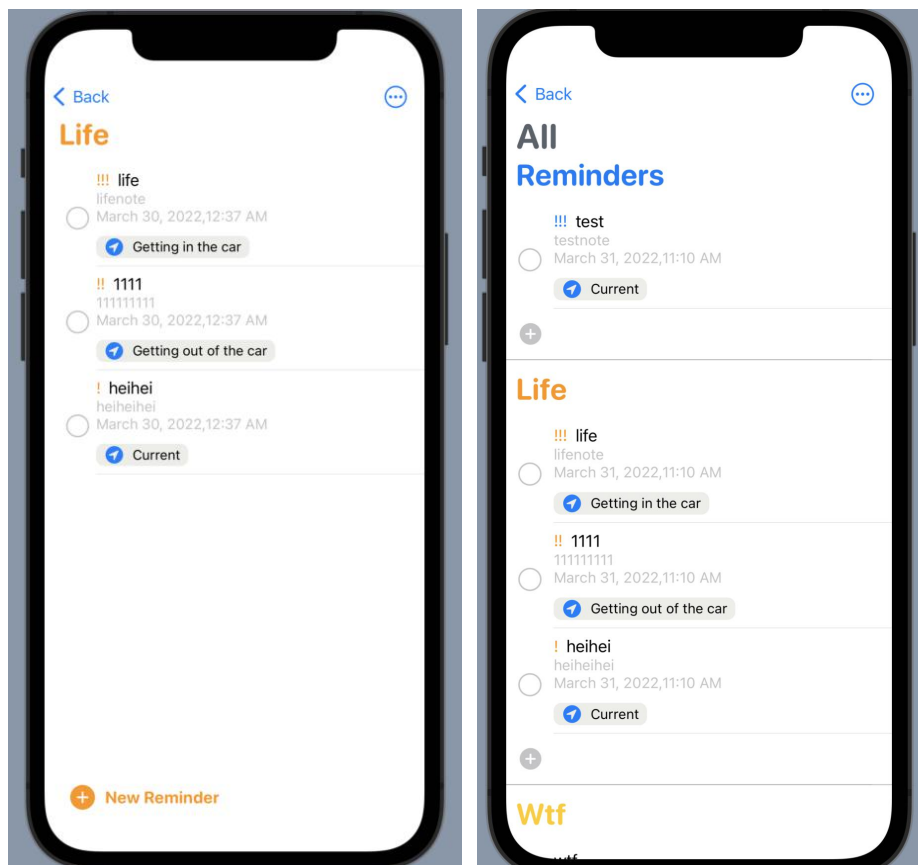 Back
Life
!!! life
lifenote
March 30, 2022,12:37 AM
Getting in the car
!! 1111
111111111
March 30, 2022,12:37 AM
Getting out of the car
! heihei
heiheihei
March 30, 2022,12:37 AM
Current
New Reminder
Back
All
Reminders
!!! test
testnote
March 31, 2022,11:10 AM
Current
Life
!!! life
lifenote
March 31, 2022,11:10 AM
Getting in the car
!! 1111
111111111
March 31, 2022,11:10 AM
Getting out of the car
! heihei
heiheihei
March 31, 2022,11:10 AM
Current
Wtf
wtf